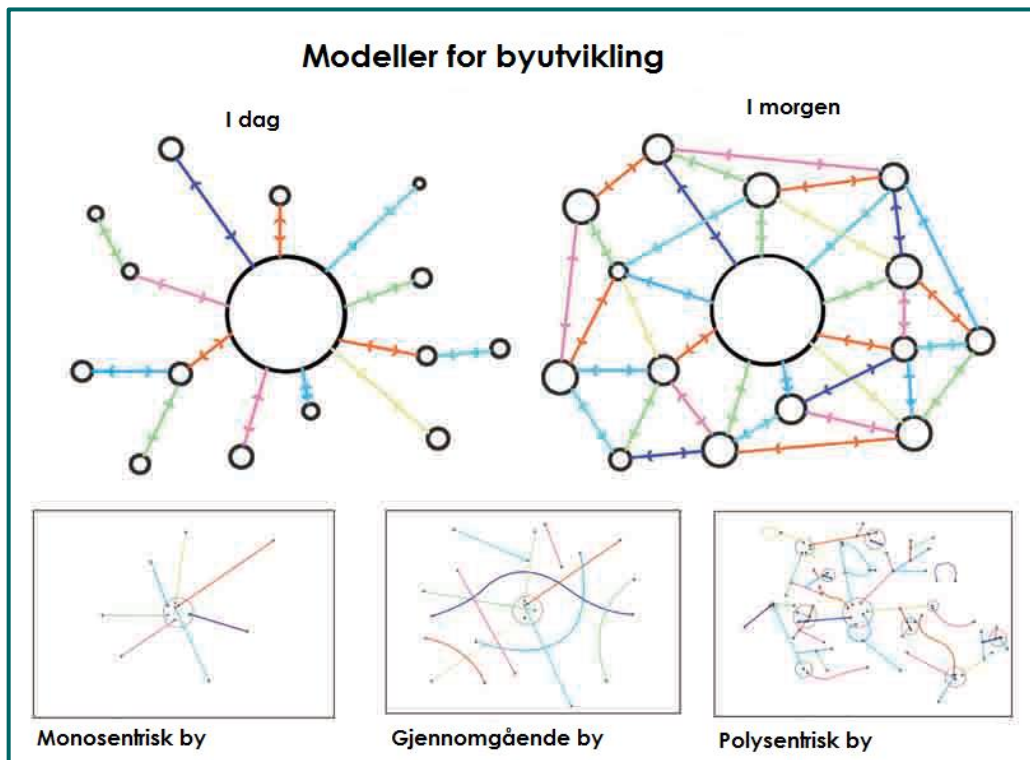 Modeller for byutvikling
I dag
I morgen
Monosentrisk by
Gjennomgående by
Polysentrisk by